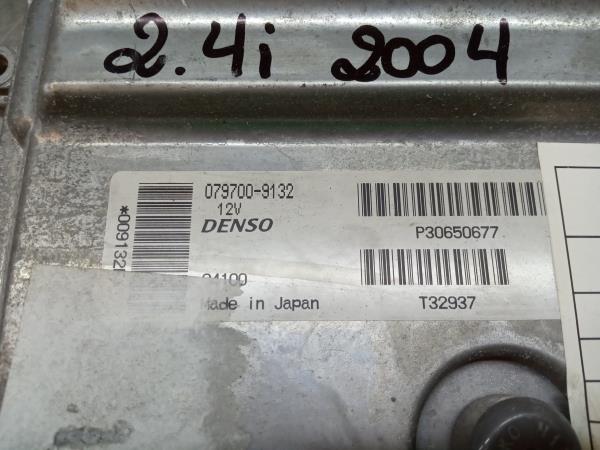 2.4i 2004
079700-9132
12V
DENSO
Made in Japan
P30650677
T32937
*009132